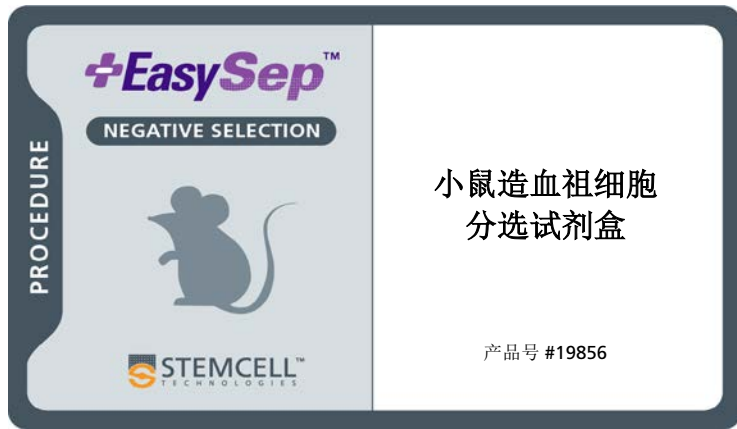 PROCEDURE
EasySep™
NEGATIVE SELECTION
STEMCELL™
TECHNOLOGIES
小鼠造血祖细胞
分选试剂盒
产品号 #19856